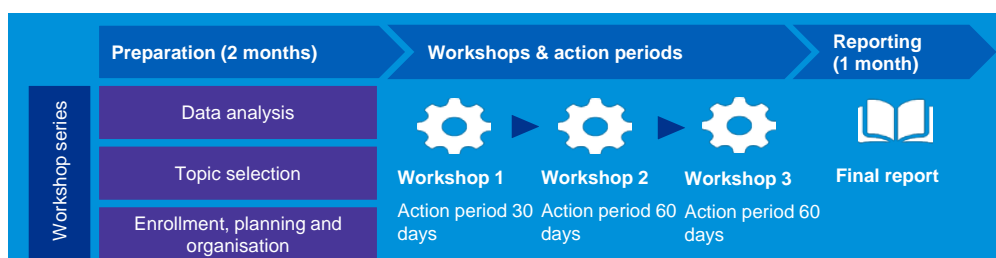 Preparation (2 months)
Workshops & action periods
Reporting
(1 month)
Workshop series
Data analysis
Topic selection
Enrollment, planning and
organisation
Workshop 1
Action period 30
days
Workshop 2
Action period 60
days
Workshop 3
Action period 60
days
Final report